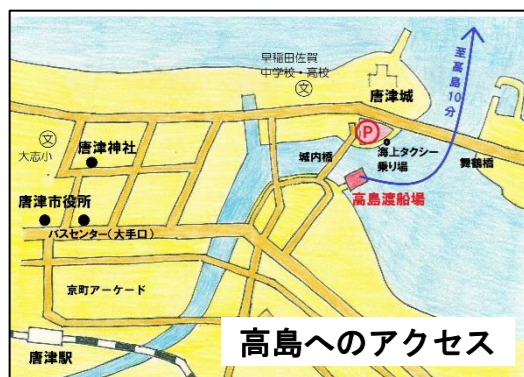 早稲田佐賀
中学校・高校
文
唐津城
至高島10分
文
大志小
唐津神社
P
城内橋
海上タクシー
乗り場
舞鶴橋
高島渡船場
唐津市役所
バスセンター(大手口)
京町アーケード
唐津駅
高島へのアクセス